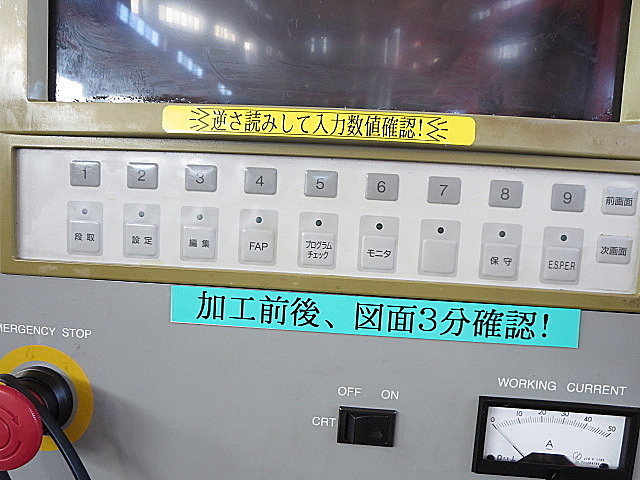 逆さ読みして入力数値確認!
1 2 3 4 5 6 7 8 9 前画面
段取 設定 編集 FAP プログラム
チェック モニタ 保守 E.S.P.E.R 次画面
加工前後、図面3分確認!
MERGENCY STOP
OFF ON
CRT
WORKING CURRENT
0 10 20 30 40 50
A